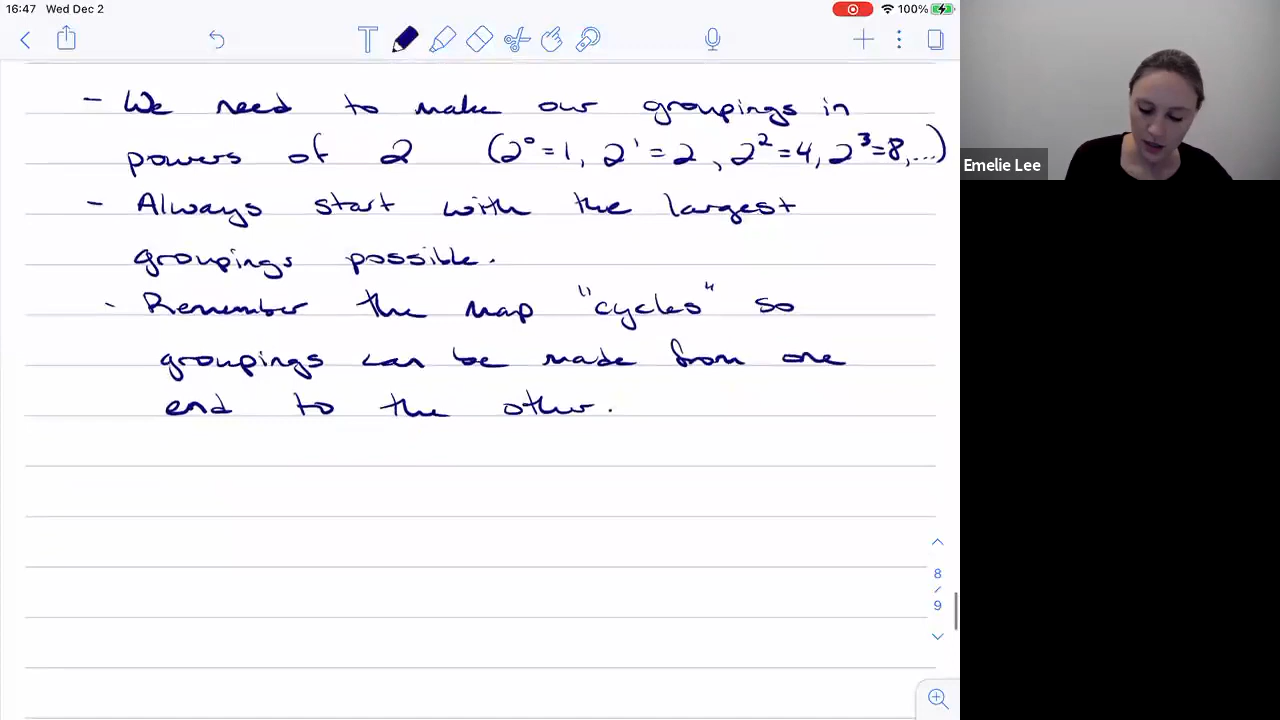 16:47 Wed Dec 2
100%
- We need to make our groupings in
powers of 2 (2⁰=1, 2¹=2, 2²=4, 2³=8,...)
- Always start with the largest
groupings possible.
- Remember the map "cycles" so
groupings can be made from one
end to the other.
Emelie Lee
8
/
9